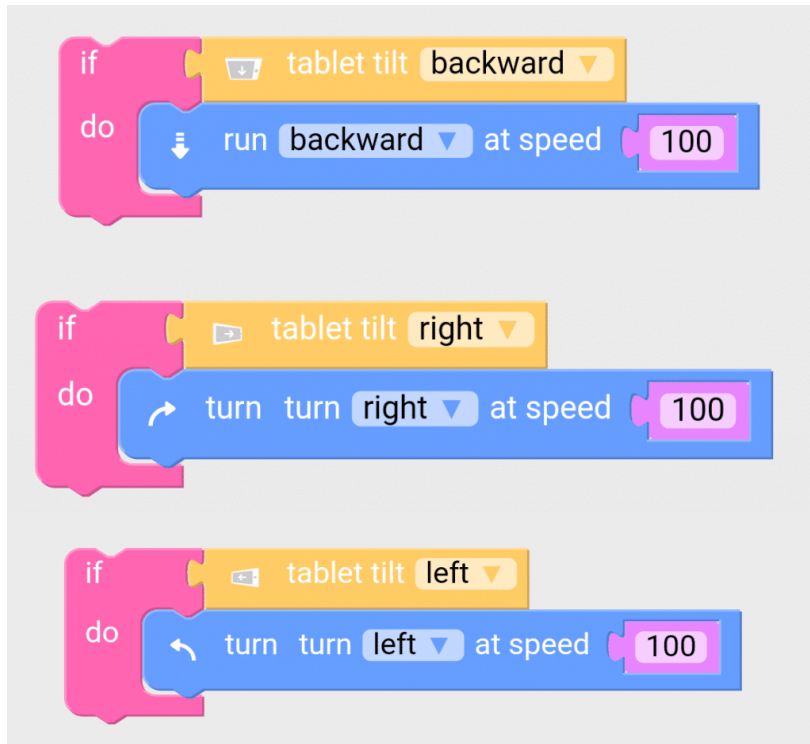 if tablet tilt backward
do run backward at speed 100
if tablet tilt right
do turn turn right at speed 100
if tablet tilt left
do turn turn left at speed 100